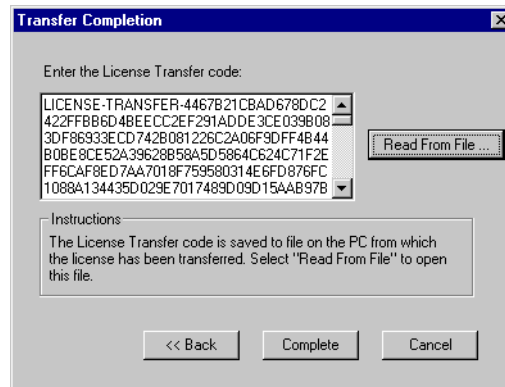 Transfer Completion
Enter the License Transfer code:
LICENSE-TRANSFER-4467B21CBAD678DC2
422FFBB6D4BEECC2EF291ADDE3CE039B08
3DF86933ECD742B081226C2A06F9DFF4B44
B0BE8CE52A39628B58A5D5864C624C71F2E
FF6CAF8ED7AA7018F759580314E6FD876FC
1088A134435D029E7017489D09D15AAB97B
Read From File ...
Instructions
The License Transfer code is saved to file on the PC from which
the license has been transferred. Select "Read From File" to open
this file.
<< Back
Complete
Cancel